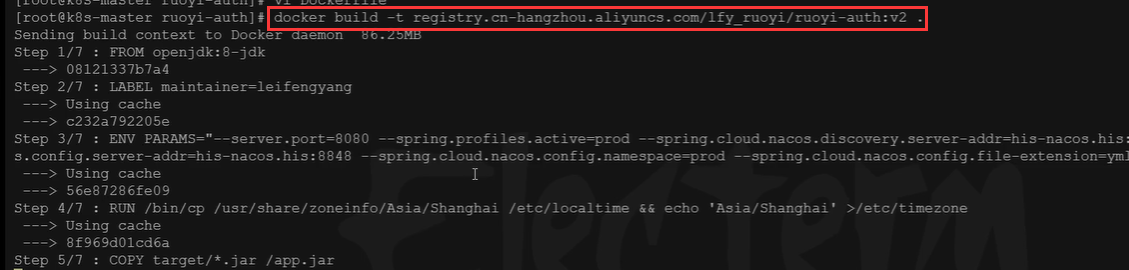 [root@k8s-master ruoyi-auth]# vi Dockerfile
[root@k8s-master ruoyi-auth]# docker build -t registry.cn-hangzhou.aliyuncs.com/lfy_ruoyi/ruoyi-auth:v2 .
Sending build context to Docker daemon  86.25MB
Step 1/7 : FROM openjdk:8-jdk
 ---> 08121337b7a4
Step 2/7 : LABEL maintainer=leifengyang
 ---> Using cache
 ---> c232a792205e
Step 3/7 : ENV PARAMS="--server.port=8080 --spring.profiles.active=prod --spring.cloud.nacos.discovery.server-addr=his-nacos.his:
s.config.server-addr=his-nacos.his:8848 --spring.cloud.nacos.config.namespace=prod --spring.cloud.nacos.config.file-extension=yml
 ---> Using cache
 ---> 56e87286fe09
Step 4/7 : RUN /bin/cp /usr/share/zoneinfo/Asia/Shanghai /etc/localtime && echo 'Asia/Shanghai' >/etc/timezone
 ---> Using cache
 ---> 8f969d01cd6a
Step 5/7 : COPY target/*.jar /app.jar